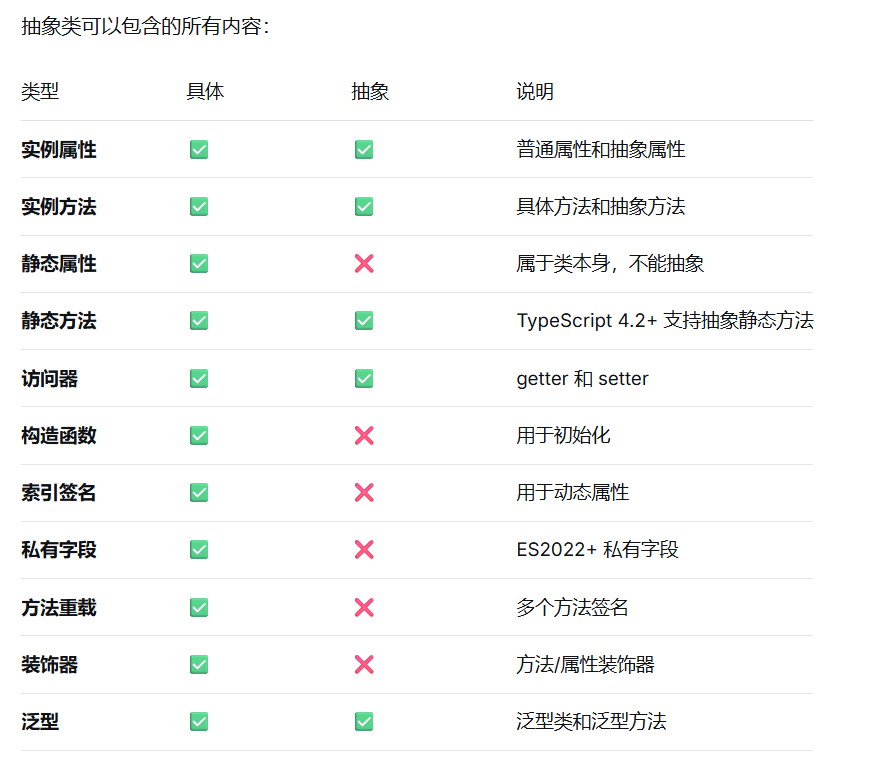 抽象类可以包含的所有内容：
类型 具体 抽象 说明
实例属性 ✅ ✅ 普通属性和抽象属性
实例方法 ✅ ✅ 具体方法和抽象方法
静态属性 ✅ ❌ 属于类本身，不能抽象
静态方法 ✅ ✅ TypeScript 4.2+ 支持抽象静态方法
访问器 ✅ ✅ getter 和 setter
构造函数 ✅ ❌ 用于初始化
索引签名 ✅ ❌ 用于动态属性
私有字段 ✅ ❌ ES2022+ 私有字段
方法重载 ✅ ❌ 多个方法签名
装饰器 ✅ ❌ 方法/属性装饰器
泛型 ✅ ✅ 泛型类和泛型方法